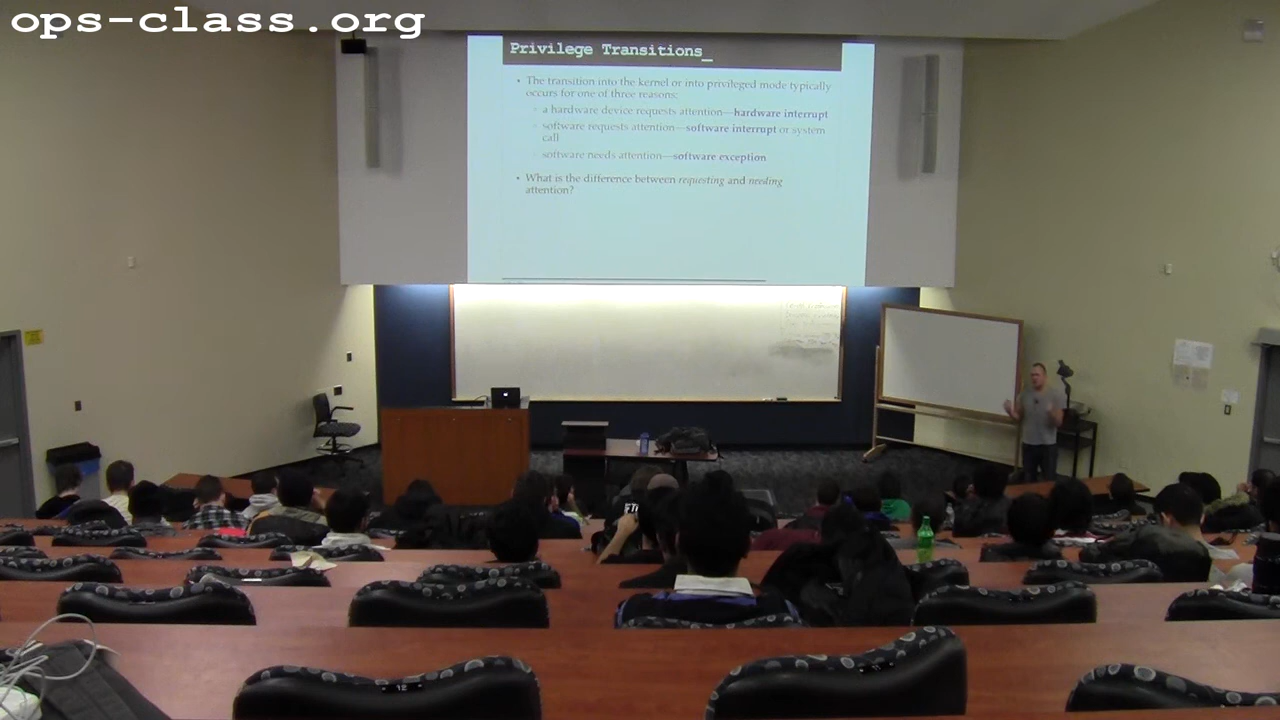 ops-class.org
Privilege Transitions_
• The transition into the kernel or into privileged mode typically
occurs for one of three reasons:
◦ a hardware device requests attention—hardware interrupt
◦ software requests attention—software interrupt or system
call
◦ software needs attention—software exception
• What is the difference between requesting and needing
attention?
12
11